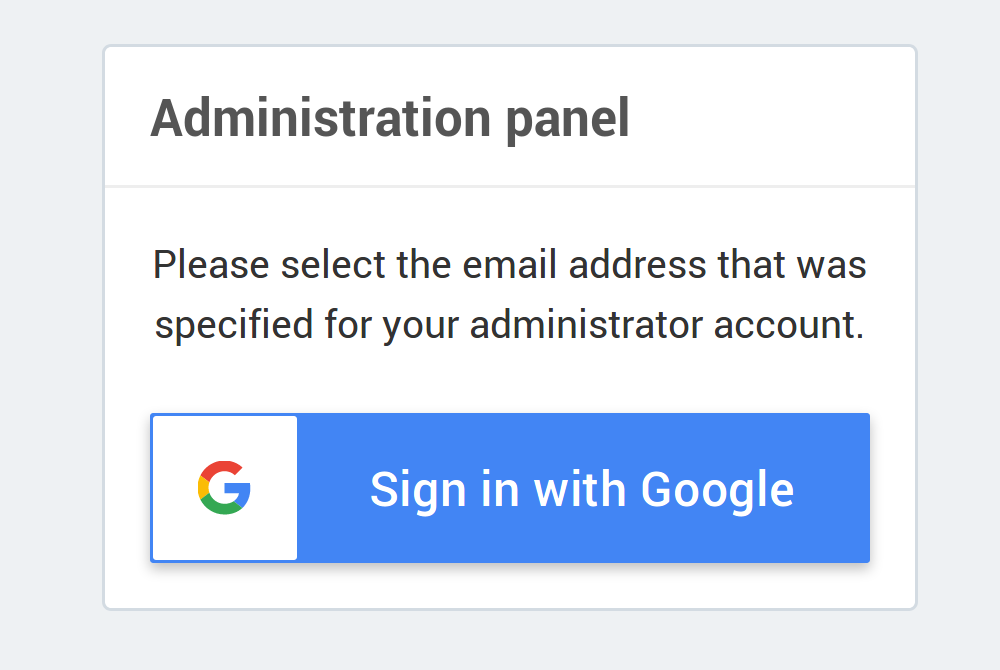 Administration panel
Please select the email address that was
specified for your administrator account.
Sign in with Google